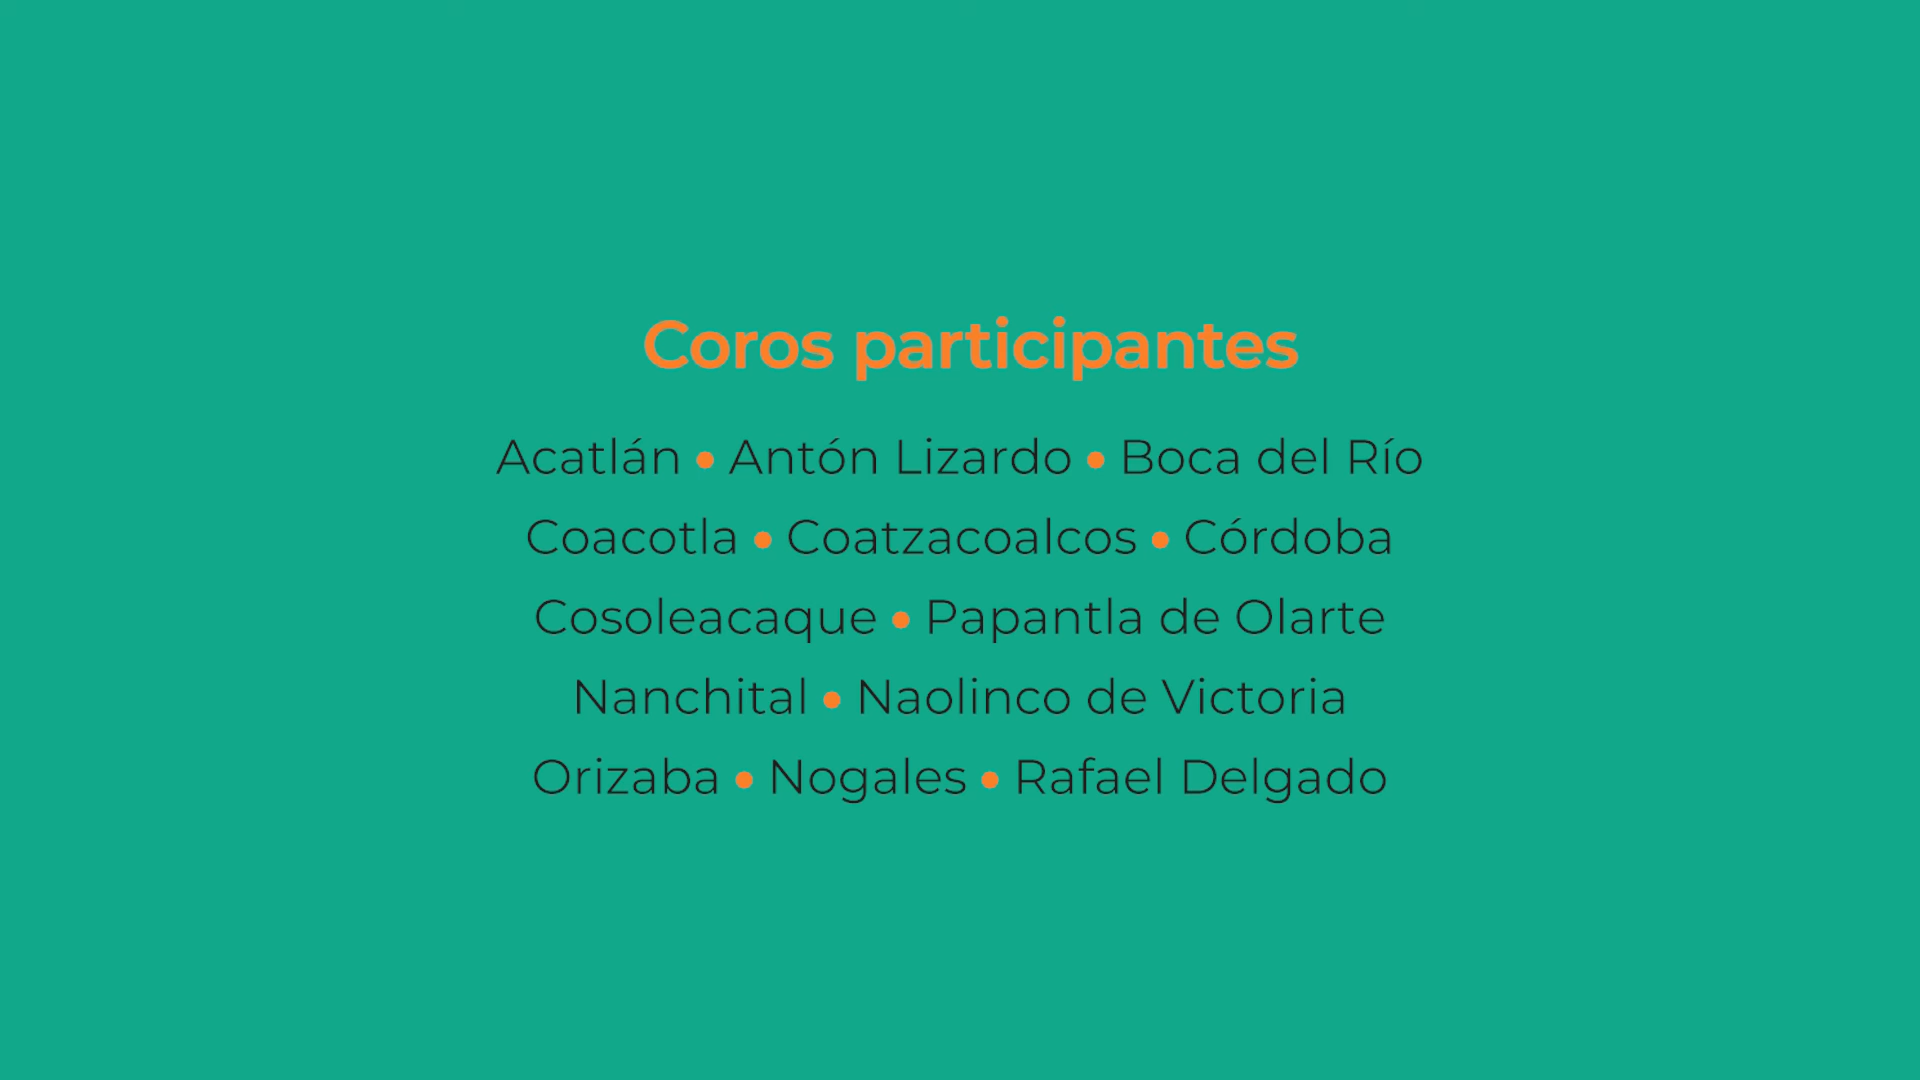 Coros participantes
Acatlán • Antón Lizardo • Boca del Río
Coacotla • Coatzacoalcos • Córdoba
Cosoleacaque • Papantla de Olarte
Nanchital • Naolinco de Victoria
Orizaba • Nogales • Rafael Delgado